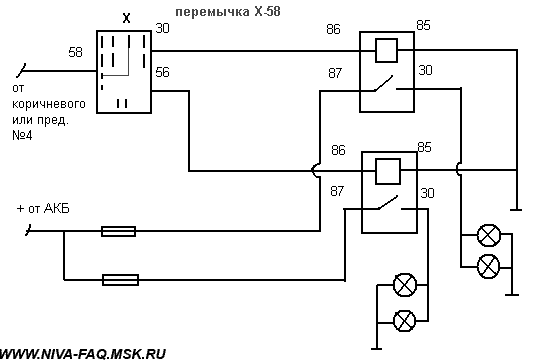 перемычка X-58
X
30
86
85
58
56
87
30
от
коричневого
или пред.
№4
86
85
87
30
+ от АКБ
WWW.NIVA-FAQ.MSK.RU